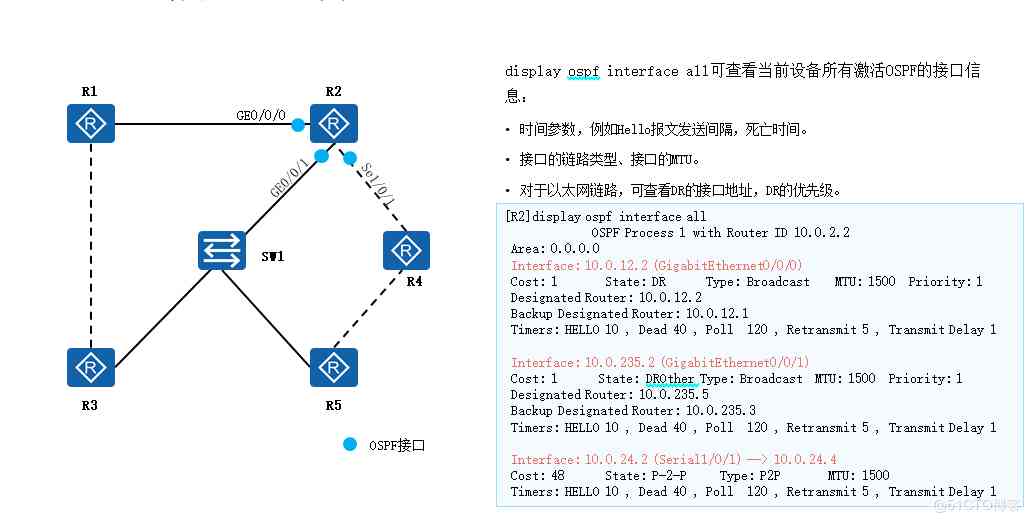 R1
R2
GE0/0/0
GE0/0/1
Se1/0/1
SW1
R4
R3
R5
OSPF接口
display ospf interface all可查看当前设备所有激活OSPF的接口信
息：
• 时间参数，例如Hello报文发送间隔，死亡时间。
• 接口的链路类型、接口的MTU。
• 对于以太网链路，可查看DR的接口地址，DR的优先级。
[R2]display ospf interface all
OSPF Process 1 with Router ID 10.0.2.2
Area: 0.0.0.0
Interface: 10.0.12.2 (GigabitEthernet0/0/0)
Cost: 1 State: DR Type: Broadcast MTU: 1500 Priority: 1
Designated Router: 10.0.12.2
Backup Designated Router: 10.0.12.1
Timers: HELLO 10 , Dead 40 , Poll 120 , Retransmit 5 , Transmit Delay 1
Interface: 10.0.235.2 (GigabitEthernet0/0/1)
Cost: 1 State: DROther Type: Broadcast MTU: 1500 Priority: 1
Designated Router: 10.0.235.5
Backup Designated Router: 10.0.235.3
Timers: HELLO 10 , Dead 40 , Poll 120 , Retransmit 5 , Transmit Delay 1
Interface: 10.0.24.2 (Serial1/0/1) --> 10.0.24.4
Cost: 48 State: P-2-P Type: P2P MTU: 1500
Timers: HELLO 10 , Dead 40 , Poll 120 , Retransmit 5 , Transmit Delay 1
@51CTO博客